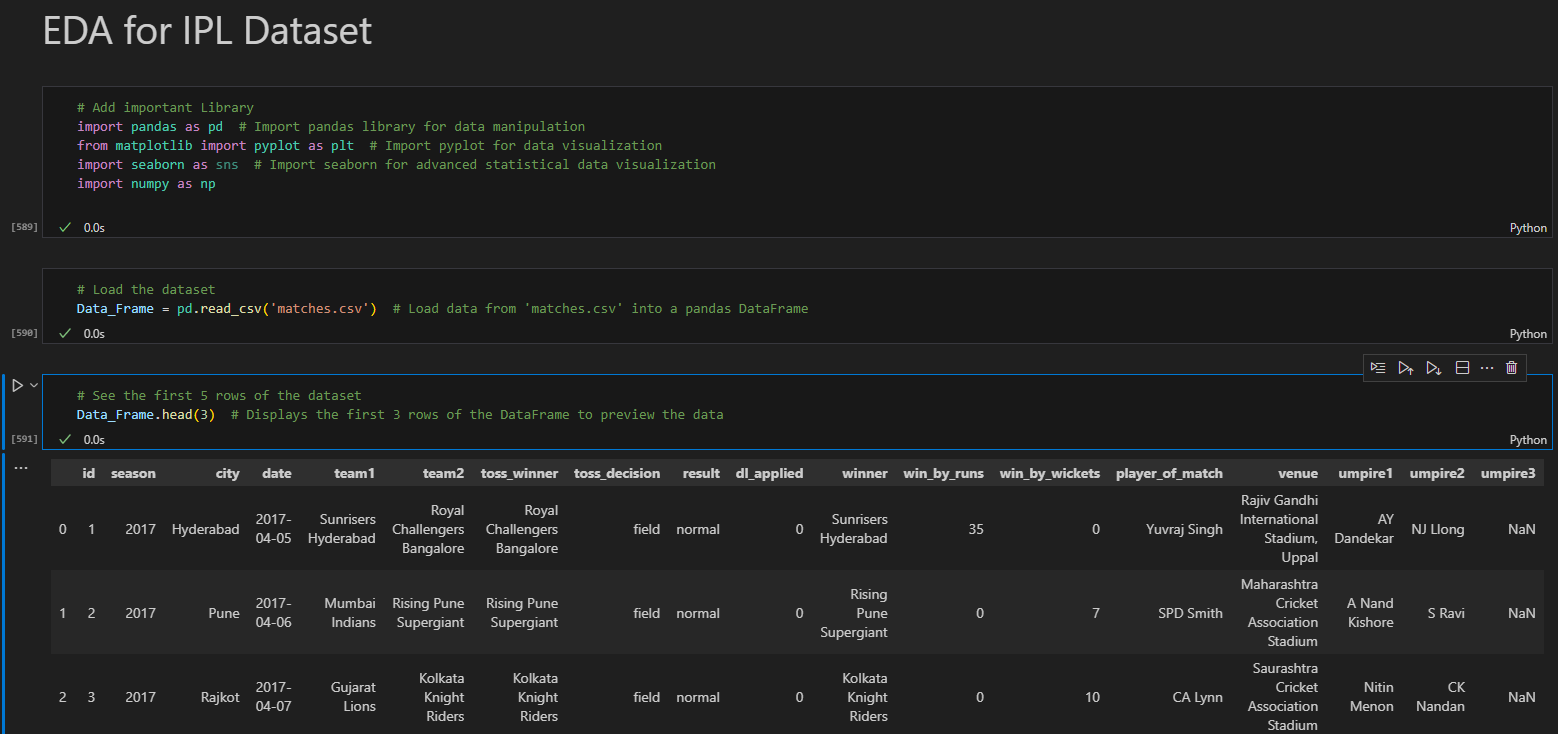 EDA for IPL Dataset
# Add important Library
import pandas as pd  # Import pandas library for data manipulation
from matplotlib import pyplot as plt  # Import pyplot for data visualization
import seaborn as sns  # Import seaborn for advanced statistical data visualization
import numpy as np
[589] 0.0s Python
# Load the dataset
Data_Frame = pd.read_csv('matches.csv')  # Load data from 'matches.csv' into a pandas DataFrame
[590] 0.0s Python
# See the first 5 rows of the dataset
Data_Frame.head(3)  # Displays the first 3 rows of the DataFrame to preview the data
[591] 0.0s Python
id season city date team1 team2 toss_winner toss_decision result dl_applied winner win_by_runs win_by_wickets player_of_match venue umpire1 umpire2 umpire3
0 1 2017 Hyderabad 2017-04-05 Sunrisers Hyderabad Royal Challengers Bangalore Royal Challengers Bangalore field normal 0 Sunrisers Hyderabad 35 0 Yuvraj Singh Rajiv Gandhi International Stadium, Uppal AY Dandekar NJ Llong NaN
1 2 2017 Pune 2017-04-06 Mumbai Indians Rising Pune Supergiant Rising Pune Supergiant field normal 0 Rising Pune Supergiant 0 7 SPD Smith Maharashtra Cricket Association Stadium A Nand Kishore S Ravi NaN
2 3 2017 Rajkot 2017-04-07 Gujarat Lions Kolkata Knight Riders Kolkata Knight Riders field normal 0 Kolkata Knight Riders 0 10 CA Lynn Saurashtra Cricket Association Stadium Nitin Menon CK Nandan NaN